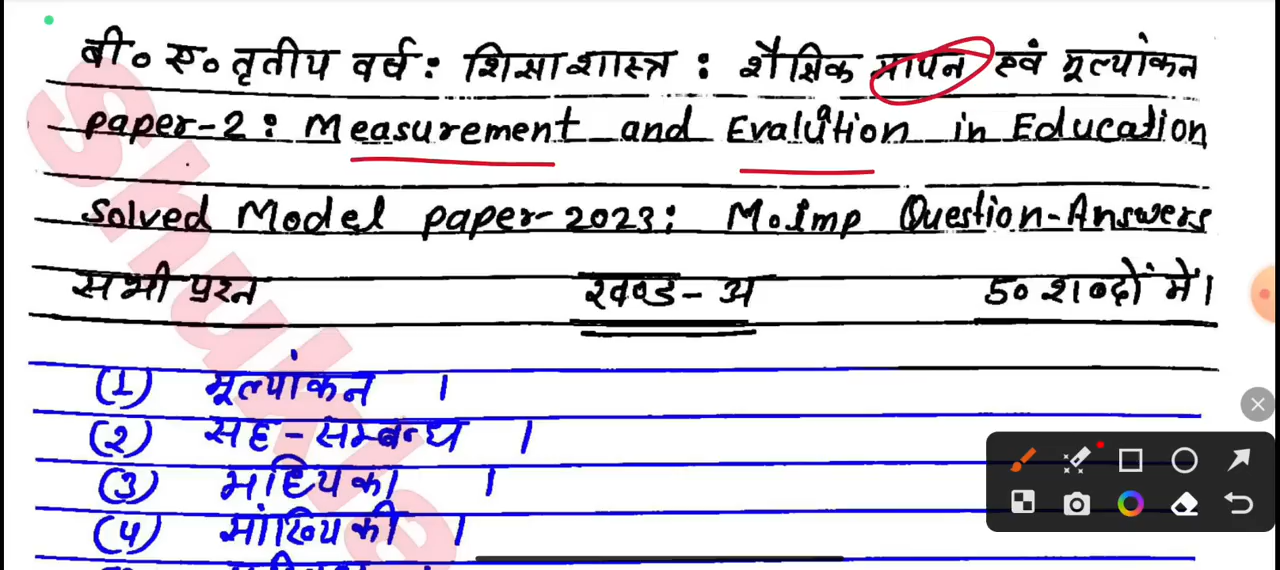 बी० ए० तृतीय वर्ष : शिक्षाशास्त्र : शैक्षिक मापन एवं मूल्यांकन
paper-2: Measurement and Evalution in Education
Solved Model paper-2023: M.Imp Question-Answers
सभी प्रश्न खण्ड-अ 50 शब्दों में।
(1) मूल्यांकन ।
(2) सह-सम्बन्ध ।
(3) माध्यिका ।
(4) सांख्यिकी ।
Shukla